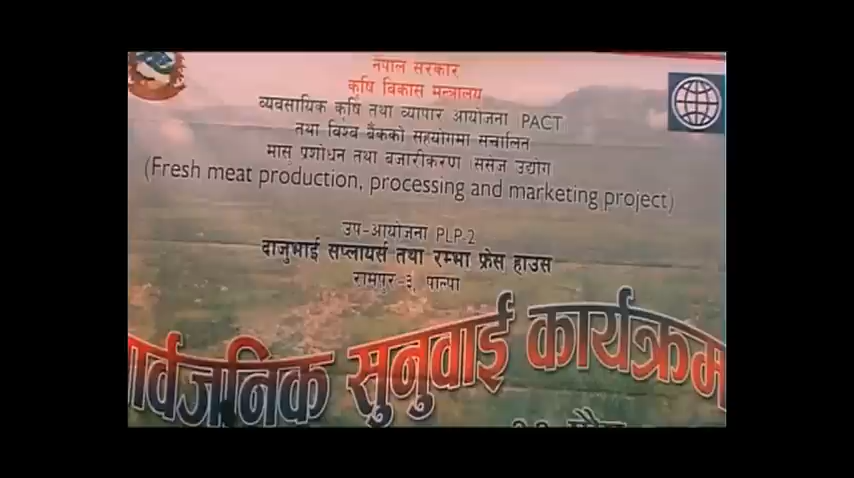 नेपाल सरकार
कृषि विकास मन्त्रालय
व्यवसायिक कृषि तथा व्यापार आयोजना (PACT
तथा विश्व बैंकको सहयोगमा संचालित
मासु प्रशोधन तथा बजारीकरण (ससेज उद्योग
(Fresh meat production, processing and marketing project)
उप-आयोजना PLP-2
दाजुभाई सप्लायर्स तथा रम्भा फ्रेस हाउस
रामपुर-३, पाल्पा
ार्वजनिक सुनुवाई कार्यक्रम